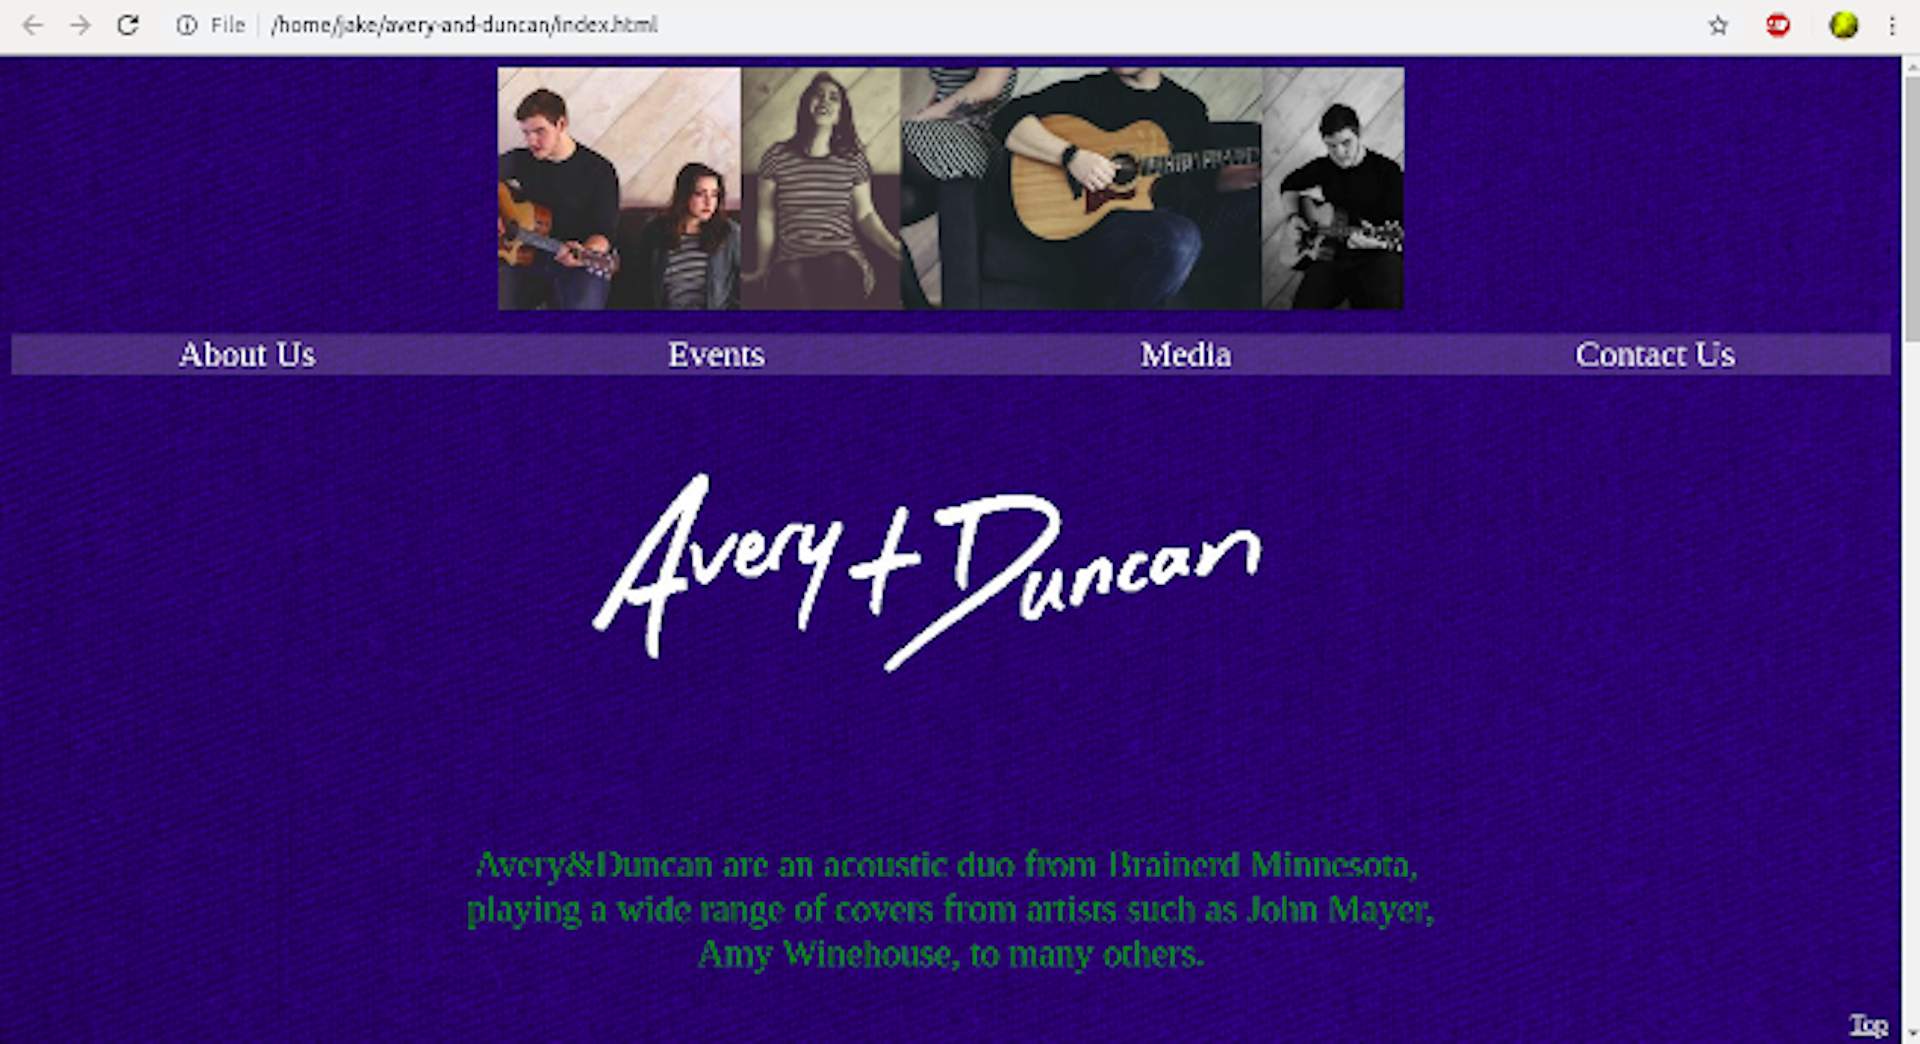 File /home/jake/avery-and-duncan/index.html
About Us Events Media Contact Us
Avery + Duncan
Avery&Duncan are an acoustic duo from Brainerd Minnesota,
playing a wide range of covers from artists such as John Mayer,
Amy Winehouse, to many others.
Top